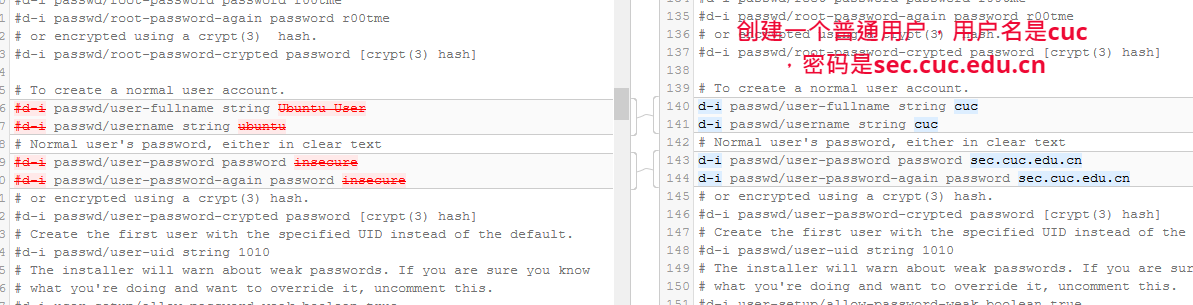 #d-i passwd/root-password password r00tme
#d-i passwd/root-password-again password r00tme
# or encrypted using a crypt(3)  hash.
#d-i passwd/root-password-crypted password [crypt(3) hash]
# To create a normal user account.
#d-i passwd/user-fullname string Ubuntu User
#d-i passwd/username string ubuntu
# Normal user's password, either in clear text
#d-i passwd/user-password password insecure
#d-i passwd/user-password-again password insecure
# or encrypted using a crypt(3) hash.
#d-i passwd/user-password-crypted password [crypt(3) hash]
# Create the first user with the specified UID instead of the default.
#d-i passwd/user-uid string 1010
# The installer will warn about weak passwords. If you are sure you know
# what you're doing and want to override it, uncomment this.
#d-i user-setup/allow-password-weak boolean true
134 #d-i passwd/root-password password r00tme
135 #d-i passwd/root-password-again password r00tme
创建一个普通用户，用户名是cuc
136 # or encrypted using a crypt(3)  hash.
137 #d-i passwd/root-password-crypted password [crypt(3) hash]
，密码是sec.cuc.edu.cn
138
139 # To create a normal user account.
140 d-i passwd/user-fullname string cuc
141 d-i passwd/username string cuc
142 # Normal user's password, either in clear text
143 d-i passwd/user-password password sec.cuc.edu.cn
144 d-i passwd/user-password-again password sec.cuc.edu.cn
145 # or encrypted using a crypt(3) hash.
146 #d-i passwd/user-password-crypted password [crypt(3) hash]
147 # Create the first user with the specified UID instead of the
148 #d-i passwd/user-uid string 1010
149 # The installer will warn about weak passwords. If you are sur
150 # what you're doing and want to override it, uncomment this.
151 #d-i user-setup/allow-password-weak boolean true